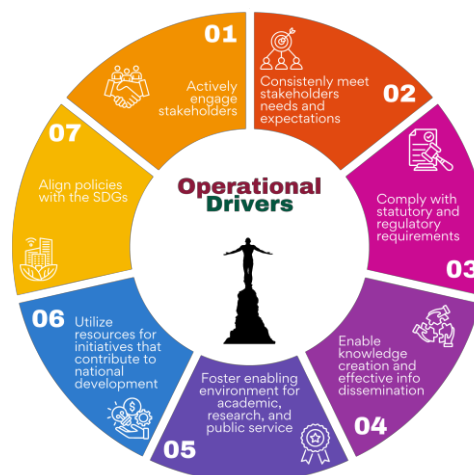 Operational
Drivers
01
Actively
engage
stakeholders
Consistenly meet
stakeholders
needs and
expectations
02
Comply with
statutory and
regulatory
requirements
03
Enable
knowledge
creation and
effective info
dissemination
04
Foster enabling
environment for
academic,
research, and
public service
05
06
Utilize
resources for
initiatives that
contribute to
national
development
07
Align policies
with the SDGs